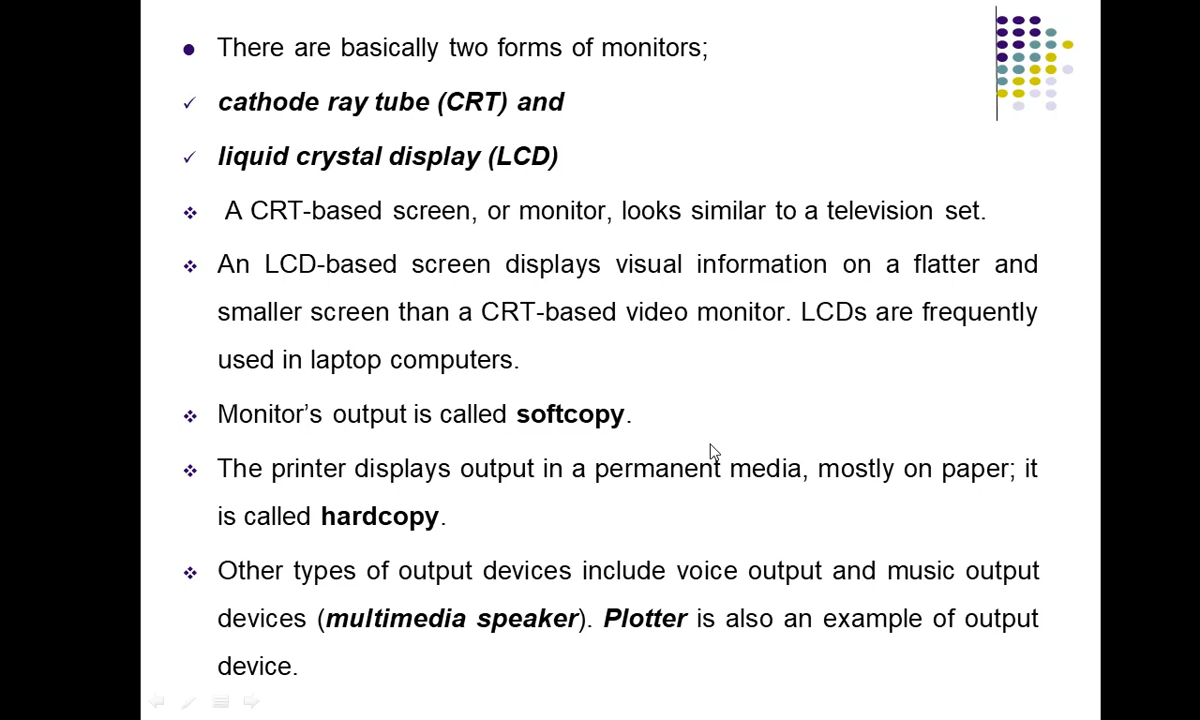 There are basically two forms of monitors;
cathode ray tube (CRT) and
liquid crystal display (LCD)
A CRT-based screen, or monitor, looks similar to a television set.
An LCD-based screen displays visual information on a flatter and
smaller screen than a CRT-based video monitor. LCDs are frequently
used in laptop computers.
Monitor’s output is called softcopy.
The printer displays output in a permanent media, mostly on paper; it
is called hardcopy.
Other types of output devices include voice output and music output
devices (multimedia speaker). Plotter is also an example of output
device.